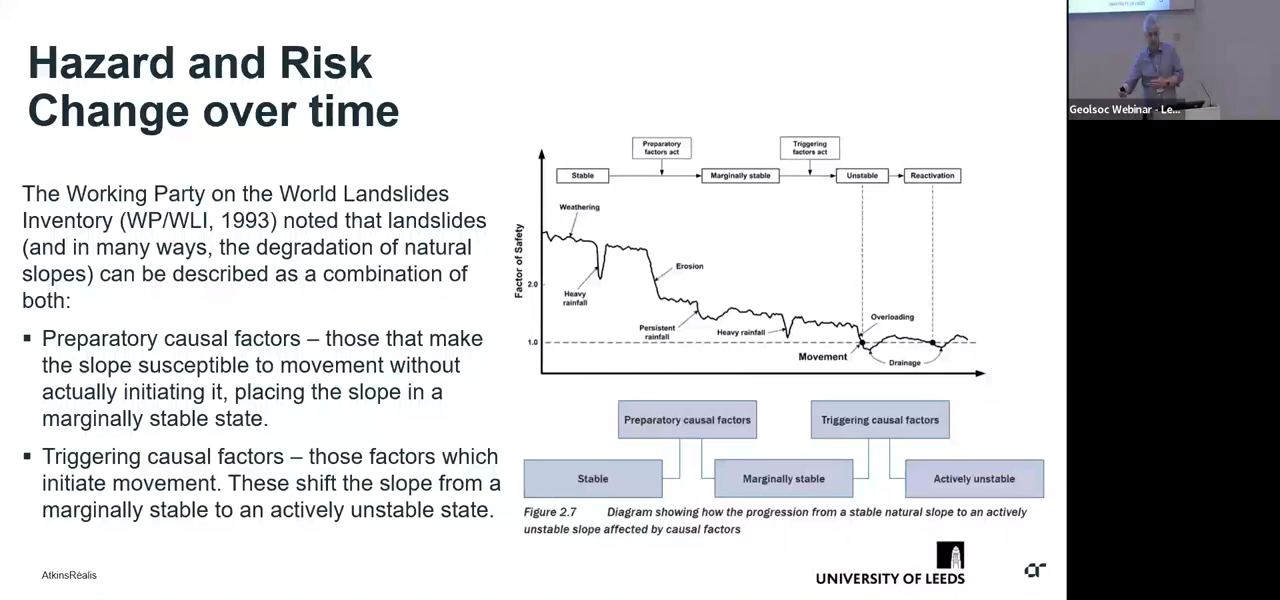 UNIVERSITY OF LEEDS
Geolsoc Webinar - Le...
Hazard and Risk
Change over time
The Working Party on the World Landslides
Inventory (WP/WLI, 1993) noted that landslides
(and in many ways, the degradation of natural
slopes) can be described as a combination of
both:
▪ Preparatory causal factors – those that make
the slope susceptible to movement without
actually initiating it, placing the slope in a
marginally stable state.
▪ Triggering causal factors – those factors which
initiate movement. These shift the slope from a
marginally stable to an actively unstable state.
Preparatory
factors act
Triggering
factors act
Stable
Marginally stable
Unstable
Reactivation
Weathering
Factor of Safety
2.0
1.0
Heavy
rainfall
Erosion
Persistent
rainfall
Heavy rainfall
Overloading
Movement
Drainage
Preparatory causal factors
Triggering causal factors
Stable
Marginally stable
Actively unstable
Figure 2.7 Diagram showing how the progression from a stable natural slope to an actively
unstable slope affected by causal factors
AtkinsRéalis
UNIVERSITY OF LEEDS